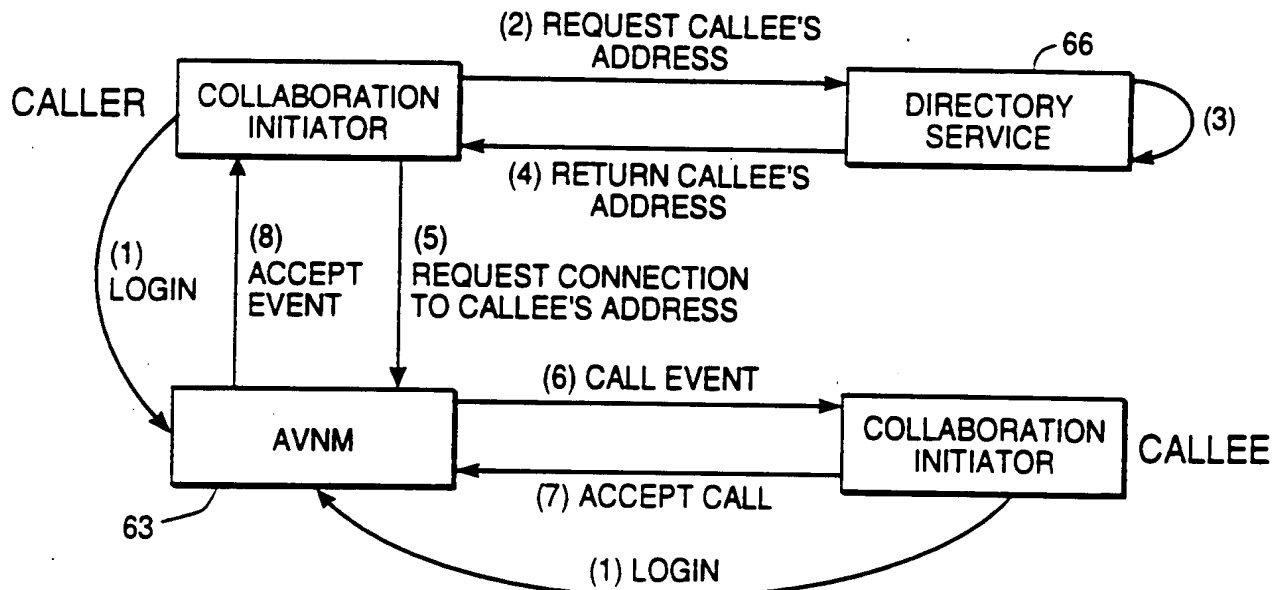 (2) REQUEST CALLEE'S
ADDRESS
66
CALLER
COLLABORATION
INITIATOR
DIRECTORY
SERVICE
(3)
(4) RETURN CALLEE'S
ADDRESS
(1)
LOGIN
(8)
ACCEPT
EVENT
(5)
REQUEST CONNECTION
TO CALLEE'S ADDRESS
(6) CALL EVENT
AVNM
COLLABORATION
INITIATOR
CALLEE
(7) ACCEPT CALL
63
(1) LOGIN